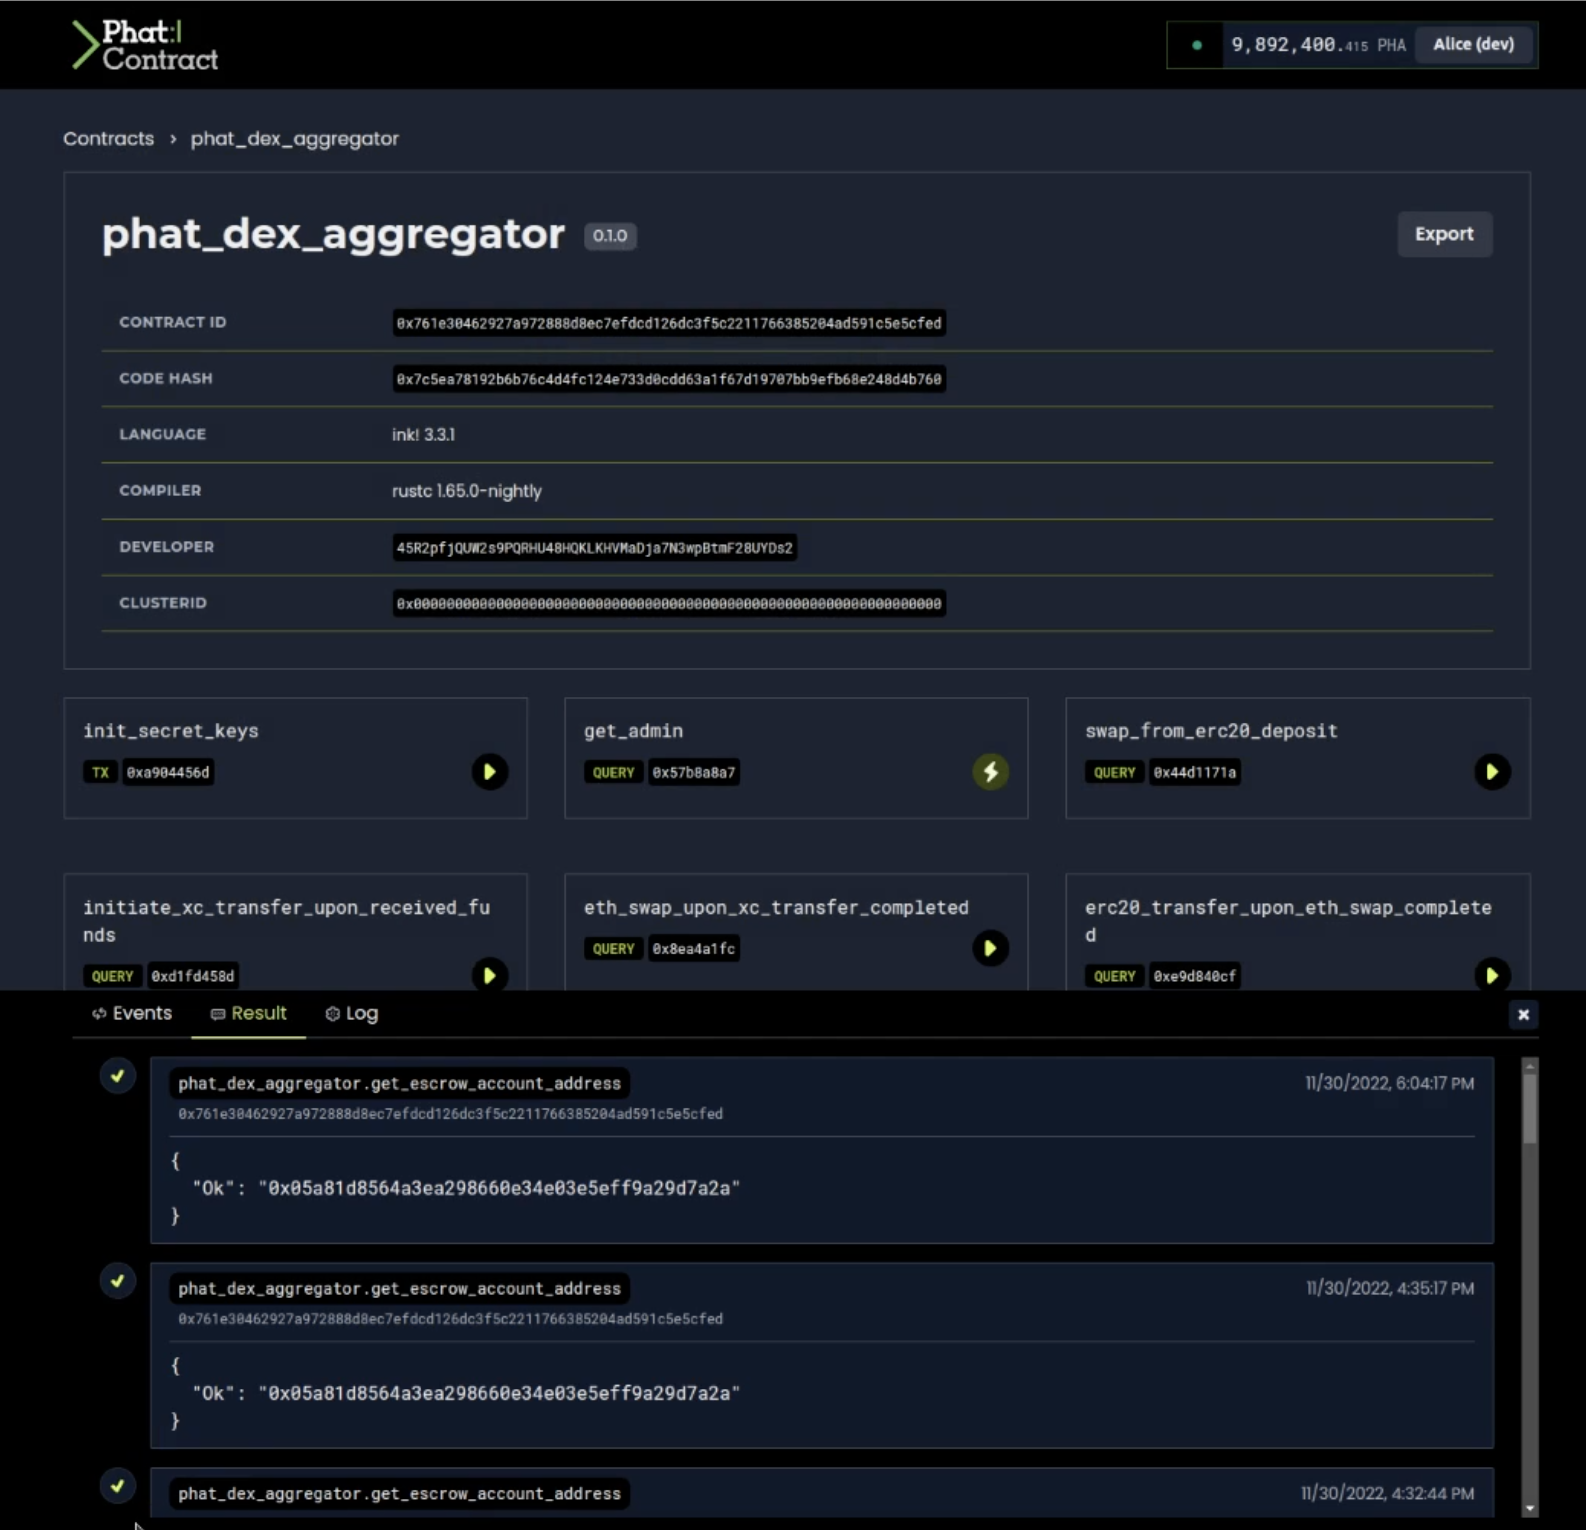 Phat:|
Contract
9,892,400.415 PHA Alice (dev)
Contracts > phat_dex_aggregator
phat_dex_aggregator 0.1.0
Export
CONTRACT ID 0x761e30462927a972888d8ec7efdcd126dc3f5c2211766385204ad591c5e5cfed
CODE HASH 0x7c5ea78192b6b76c4d4fc124e733d0cdd63a1f67d19707bb9efb68e248d4b760
LANGUAGE ink! 3.3.1
COMPILER rustc 1.65.0-nightly
DEVELOPER 45R2pfjQUW2s9PQRHU48HQKLKHVMaDja7N3wpBtmF28UYDs2
CLUSTERID 0x0000000000000000000000000000000000000000000000000000000000000000
init_secret_keys
TX 0xa904456d
get_admin
QUERY 0x57b8a8a7
swap_from_erc20_deposit
QUERY 0x44d1171a
initiate_xc_transfer_upon_received_fu
nds
QUERY 0xd1fd458d
eth_swap_upon_xc_transfer_completed
QUERY 0x8ea4a1fc
erc20_transfer_upon_eth_swap_complete
d
QUERY 0xe9d840cf
Events Result Log
phat_dex_aggregator.get_escrow_account_address 11/30/2022, 6:04:17 PM
0x761e30462927a972888d8ec7efdcd126dc3f5c2211766385204ad591c5e5cfed
{
"Ok": "0x05a81d8564a3ea298660e34e03e5eff9a29d7a2a"
}
phat_dex_aggregator.get_escrow_account_address 11/30/2022, 4:35:17 PM
0x761e30462927a972888d8ec7efdcd126dc3f5c2211766385204ad591c5e5cfed
{
"Ok": "0x05a81d8564a3ea298660e34e03e5eff9a29d7a2a"
}
phat_dex_aggregator.get_escrow_account_address 11/30/2022, 4:32:44 PM